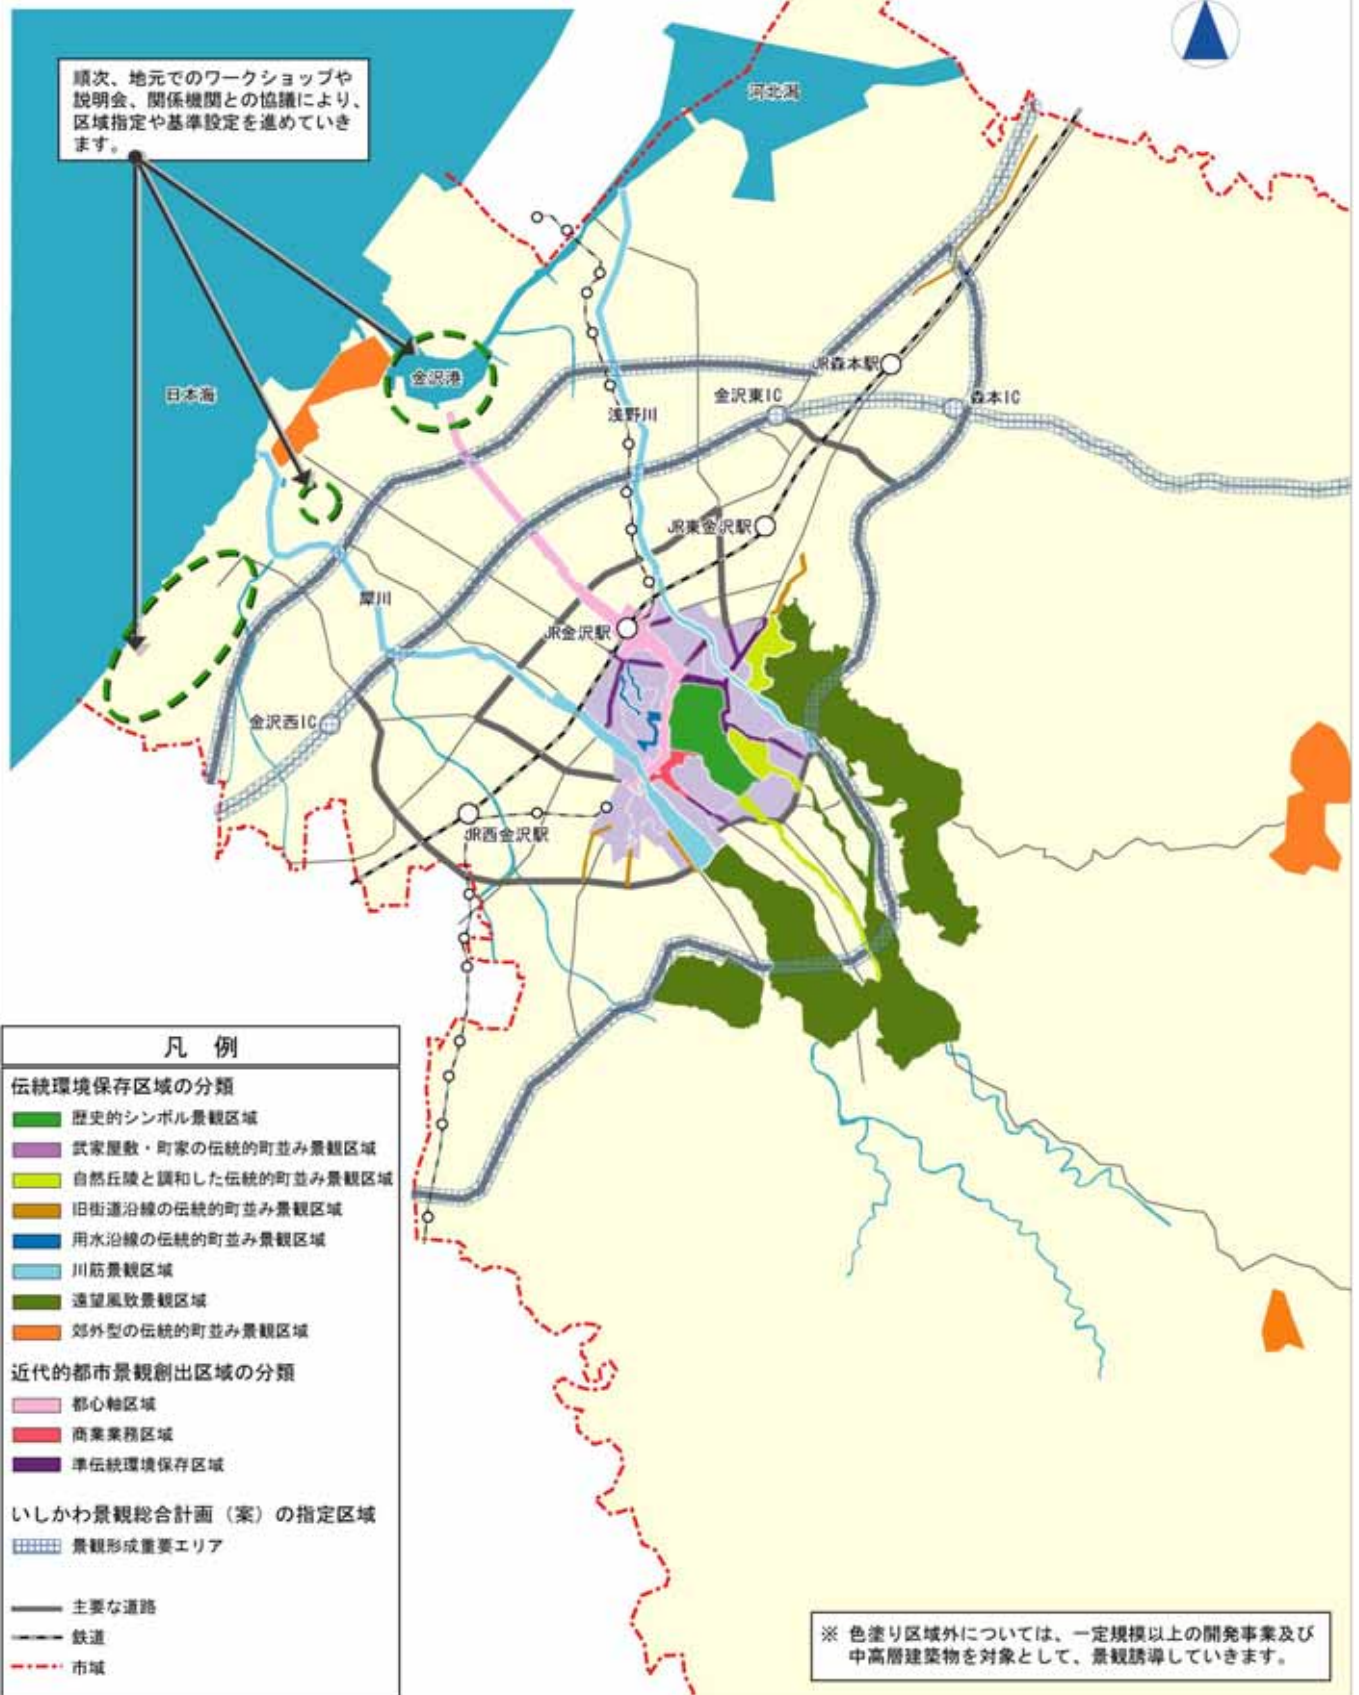 順次、地元でのワークショップや
説明会、関係機関との協議により、
区域指定や基準設定を進めていき
ます。
河北潟
日本海
金沢港
浅野川
金沢東IC
JR森本駅
森本IC
JR東金沢駅
犀川
JR金沢駅
金沢西IC
JR西金沢駅
凡 例
伝統環境保存区域の分類
歴史的シンボル景観区域
武家屋敷・町家の伝統的町並み景観区域
自然丘陵と調和した伝統的町並み景観区域
旧街道沿線の伝統的町並み景観区域
用水沿線の伝統的町並み景観区域
川筋景観区域
遠望風致景観区域
郊外型の伝統的町並み景観区域
近代的都市景観創出区域の分類
都心軸区域
商業業務区域
準伝統環境保存区域
いしかわ景観総合計画（案）の指定区域
景観形成重要エリア
主要な道路
鉄道
市域
※ 色塗り区域外については、一定規模以上の開発事業及び
中高層建築物を対象として、景観誘導していきます。